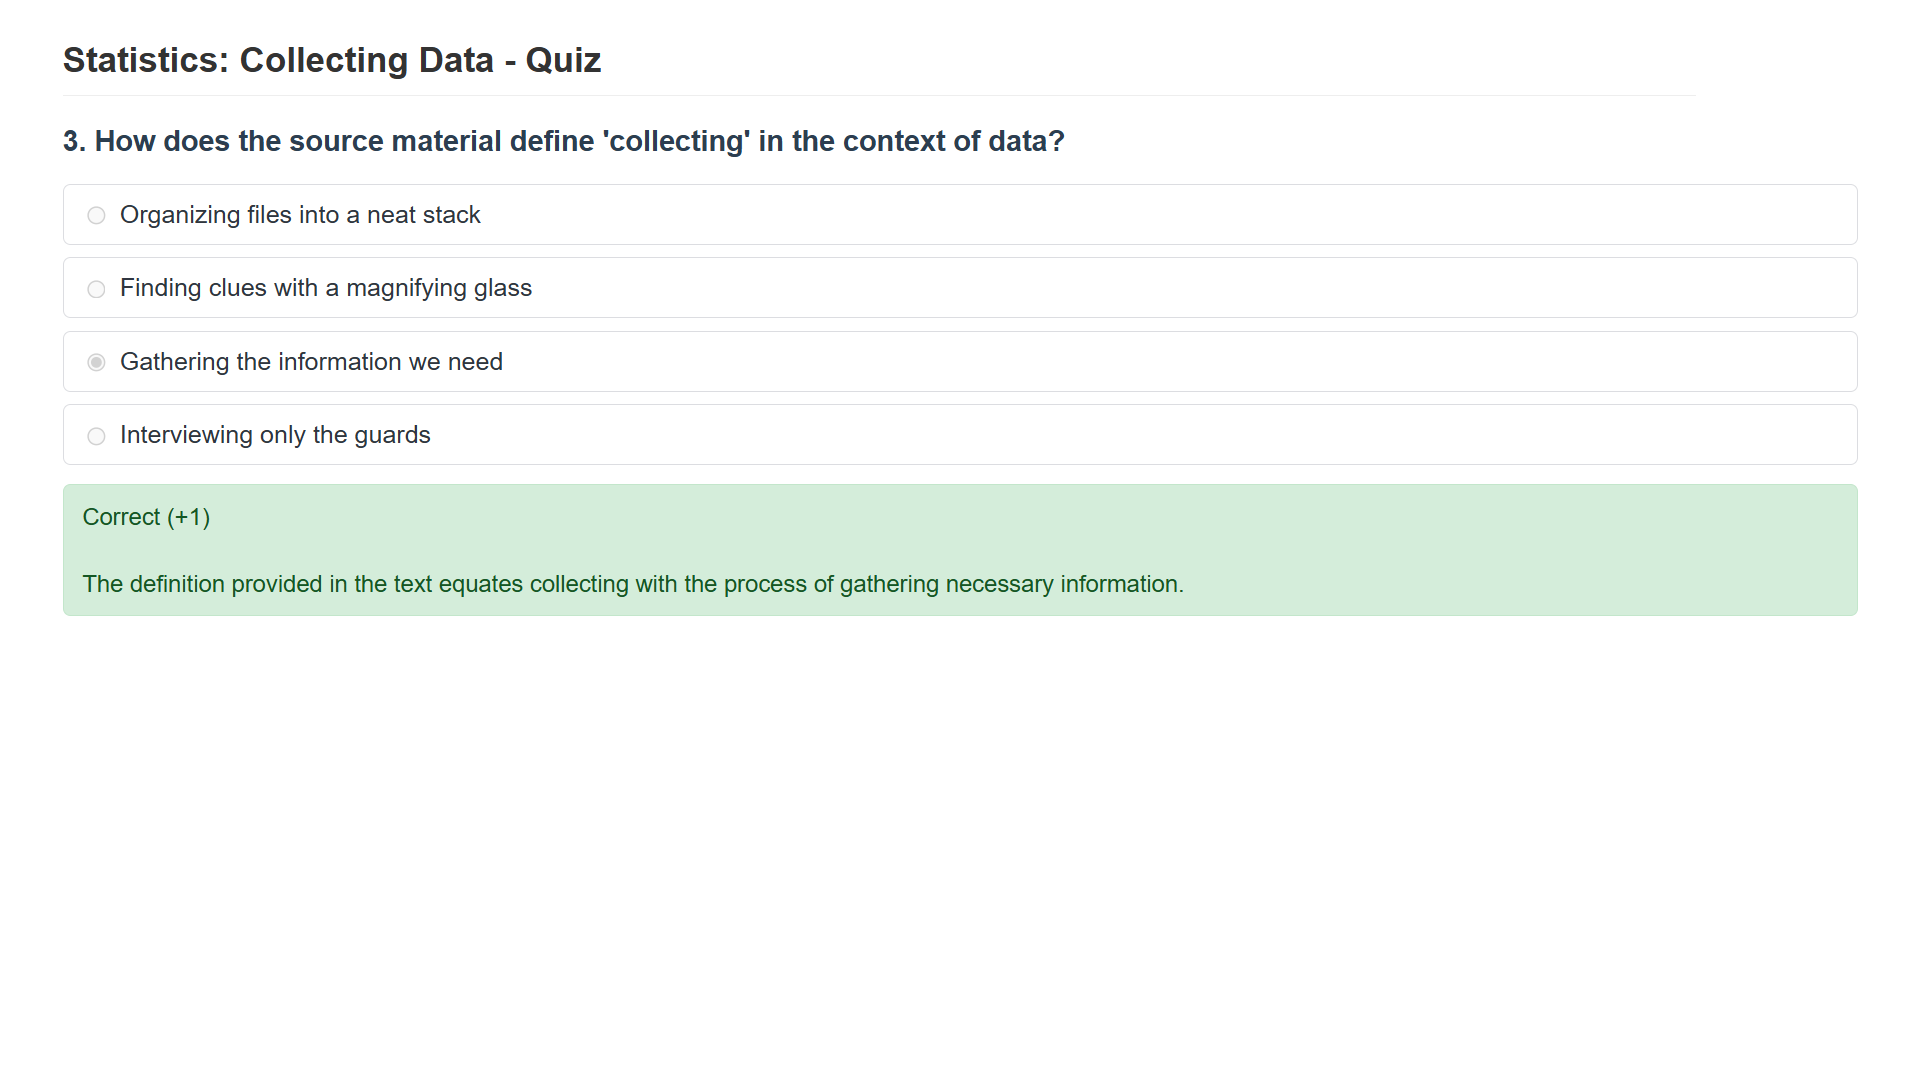 Statistics: Collecting Data - Quiz
3. How does the source material define 'collecting' in the context of data?
Organizing files into a neat stack
Finding clues with a magnifying glass
Gathering the information we need
Interviewing only the guards
Correct (+1)
The definition provided in the text equates collecting with the process of gathering necessary information.